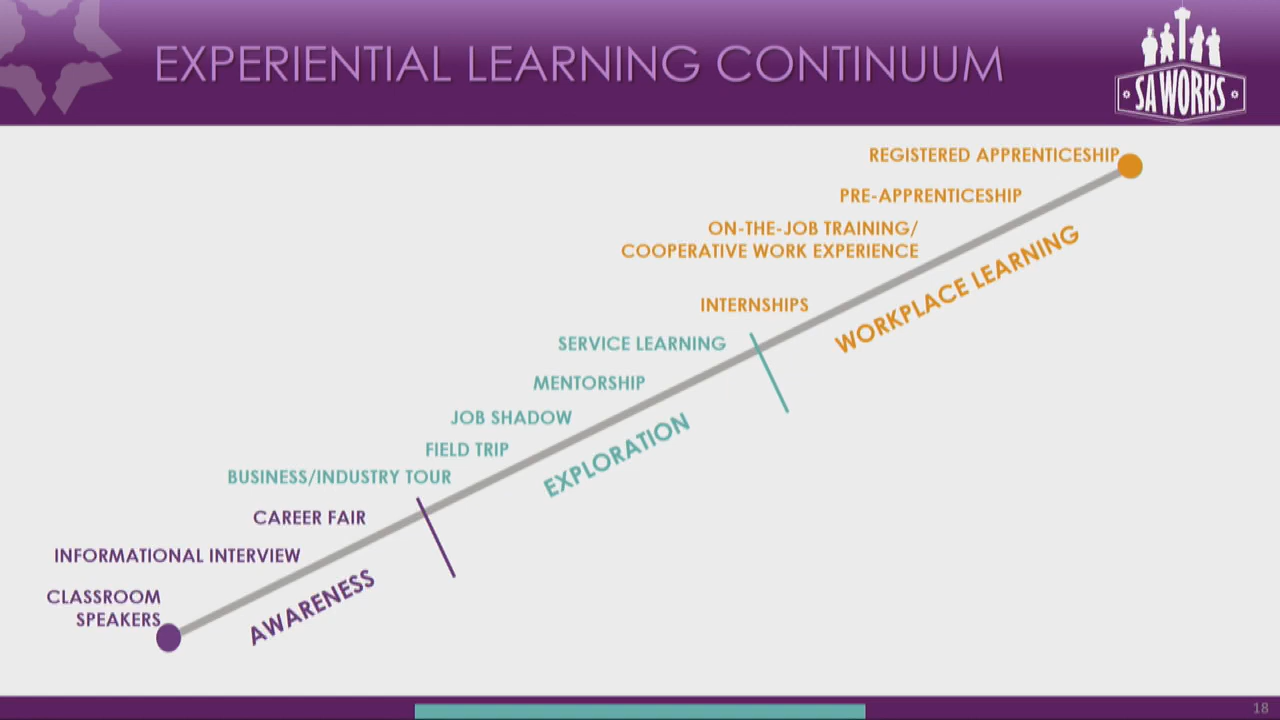 EXPERIENTIAL LEARNING CONTINUUM
SA WORKS
REGISTERED APPRENTICESHIP
PRE-APPRENTICESHIP
ON-THE-JOB TRAINING/
COOPERATIVE WORK EXPERIENCE
INTERNSHIPS
WORKPLACE LEARNING
SERVICE LEARNING
MENTORSHIP
JOB SHADOW
FIELD TRIP
BUSINESS/INDUSTRY TOUR
EXPLORATION
CAREER FAIR
INFORMATIONAL INTERVIEW
CLASSROOM
SPEAKERS
AWARENESS
18